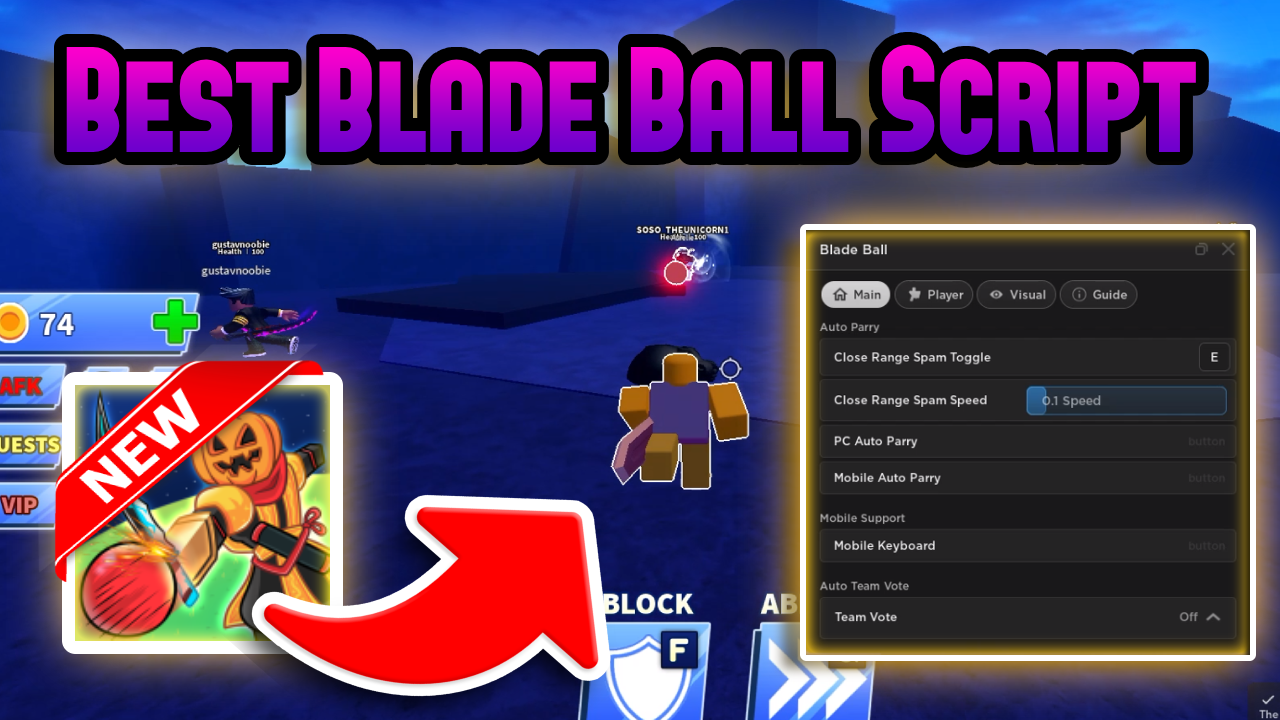 BEST BLADE BALL SCRIPT
gustavnoobie
Health | 100
gustavnoobie
SOSO_THEUNICORN1
74
AFK
UESTS
VIP
NEW
BLOCK
F
AB
Blade Ball
Main
Player
Visual
Guide
Auto Parry
Close Range Spam Toggle
E
Close Range Spam Speed
0.1 Speed
PC Auto Parry
button
Mobile Auto Parry
button
Mobile Support
Mobile Keyboard
button
Auto Team Vote
Team Vote
Off
The